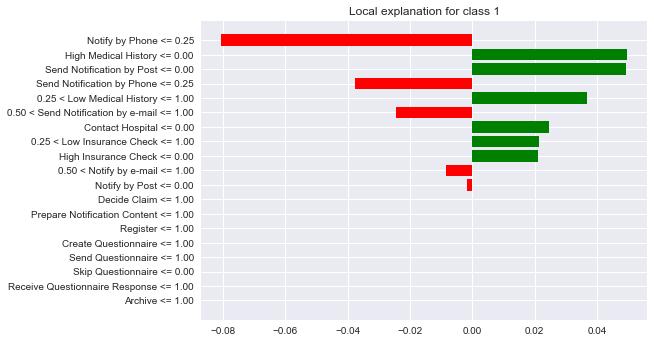 Local explanation for class 1
Notify by Phone <= 0.25
High Medical History <= 0.00
Send Notification by Post <= 0.00
Send Notification by Phone <= 0.25
0.25 < Low Medical History <= 1.00
0.50 < Send Notification by e-mail <= 1.00
Contact Hospital <= 0.00
0.25 < Low Insurance Check <= 1.00
High Insurance Check <= 0.00
0.50 < Notify by e-mail <= 1.00
Notify by Post <= 0.00
Decide Claim <= 1.00
Prepare Notification Content <= 1.00
Register <= 1.00
Create Questionnaire <= 1.00
Send Questionnaire <= 1.00
Skip Questionnaire <= 0.00
Receive Questionnaire Response <= 1.00
Archive <= 1.00
−0.08 −0.06 −0.04 −0.02 0.00 0.02 0.04